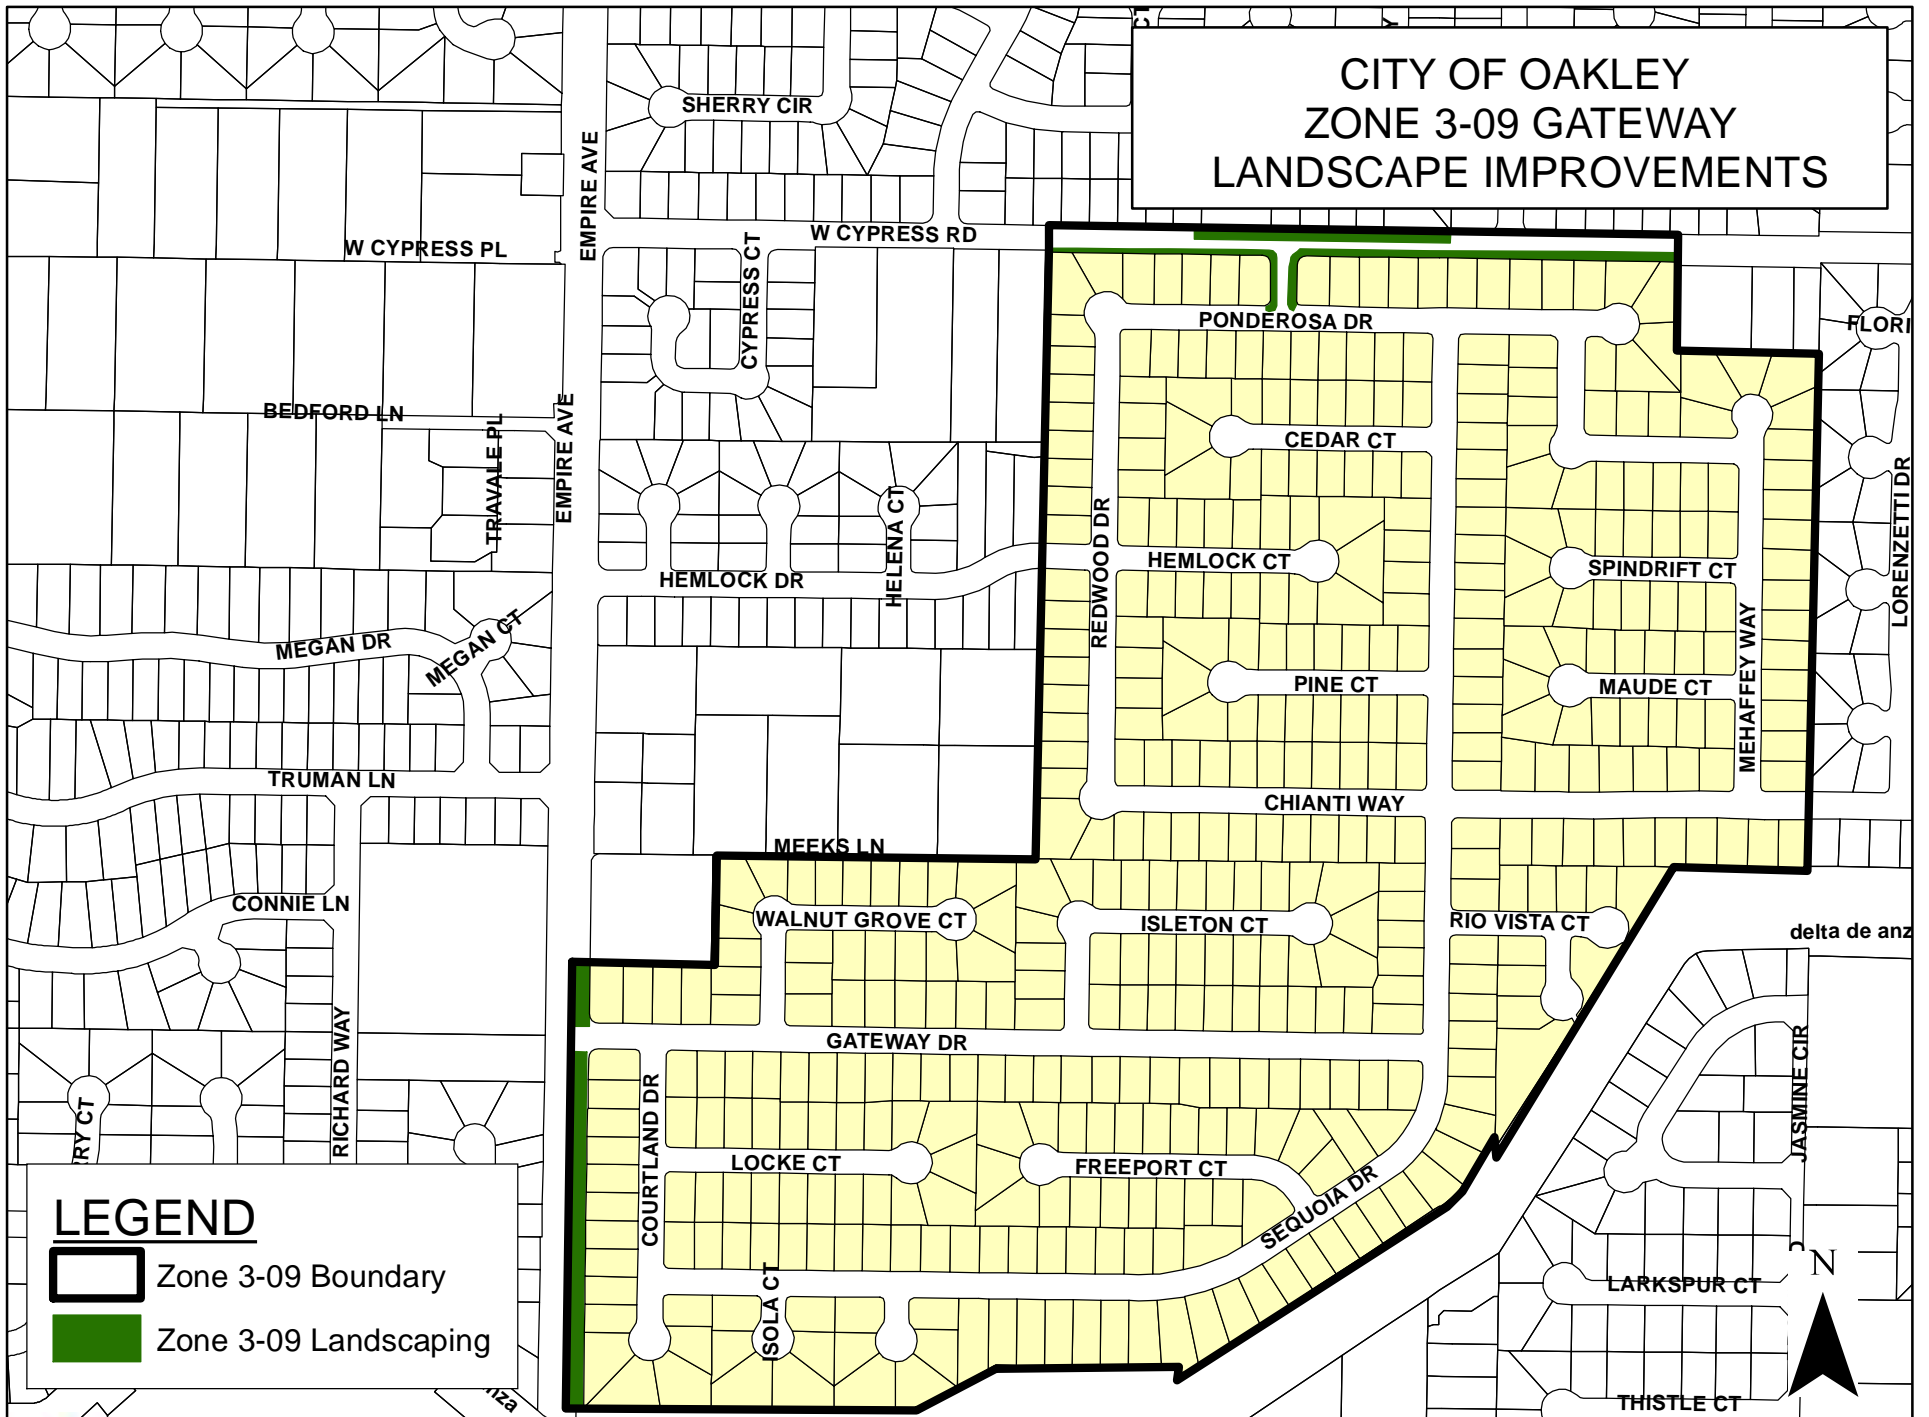 CITY OF OAKLEY
ZONE 3-09 GATEWAY
LANDSCAPE IMPROVEMENTS
CT
SHERRY CIR
EMPIRE AVE
W CYPRESS RD
W CYPRESS PL
CYPRESS CT
PONDEROSA DR
FLORI
BEDFORD LN
TRAVALE PL
EMPIRE AVE
CEDAR CT
LORENZETTI DR
HELENA CT
REDWOOD DR
HEMLOCK CT
HEMLOCK DR
SPINDRIFT CT
MEGAN DR
MEGAN CT
MEHAFFEY WAY
PINE CT
MAUDE CT
TRUMAN LN
CHIANTI WAY
MEEKS LN
CONNIE LN
WALNUT GROVE CT
ISLETON CT
RIO VISTA CT
delta de anz
RICHARD WAY
GATEWAY DR
JASMINE CIR
COURTLAND DR
RRY CT
LOCKE CT
FREEPORT CT
SEQUOIA DR
LEGEND
Zone 3-09 Boundary
Zone 3-09 Landscaping
ISOLA CT
N
LARKSPUR CT
THISTLE CT
nza